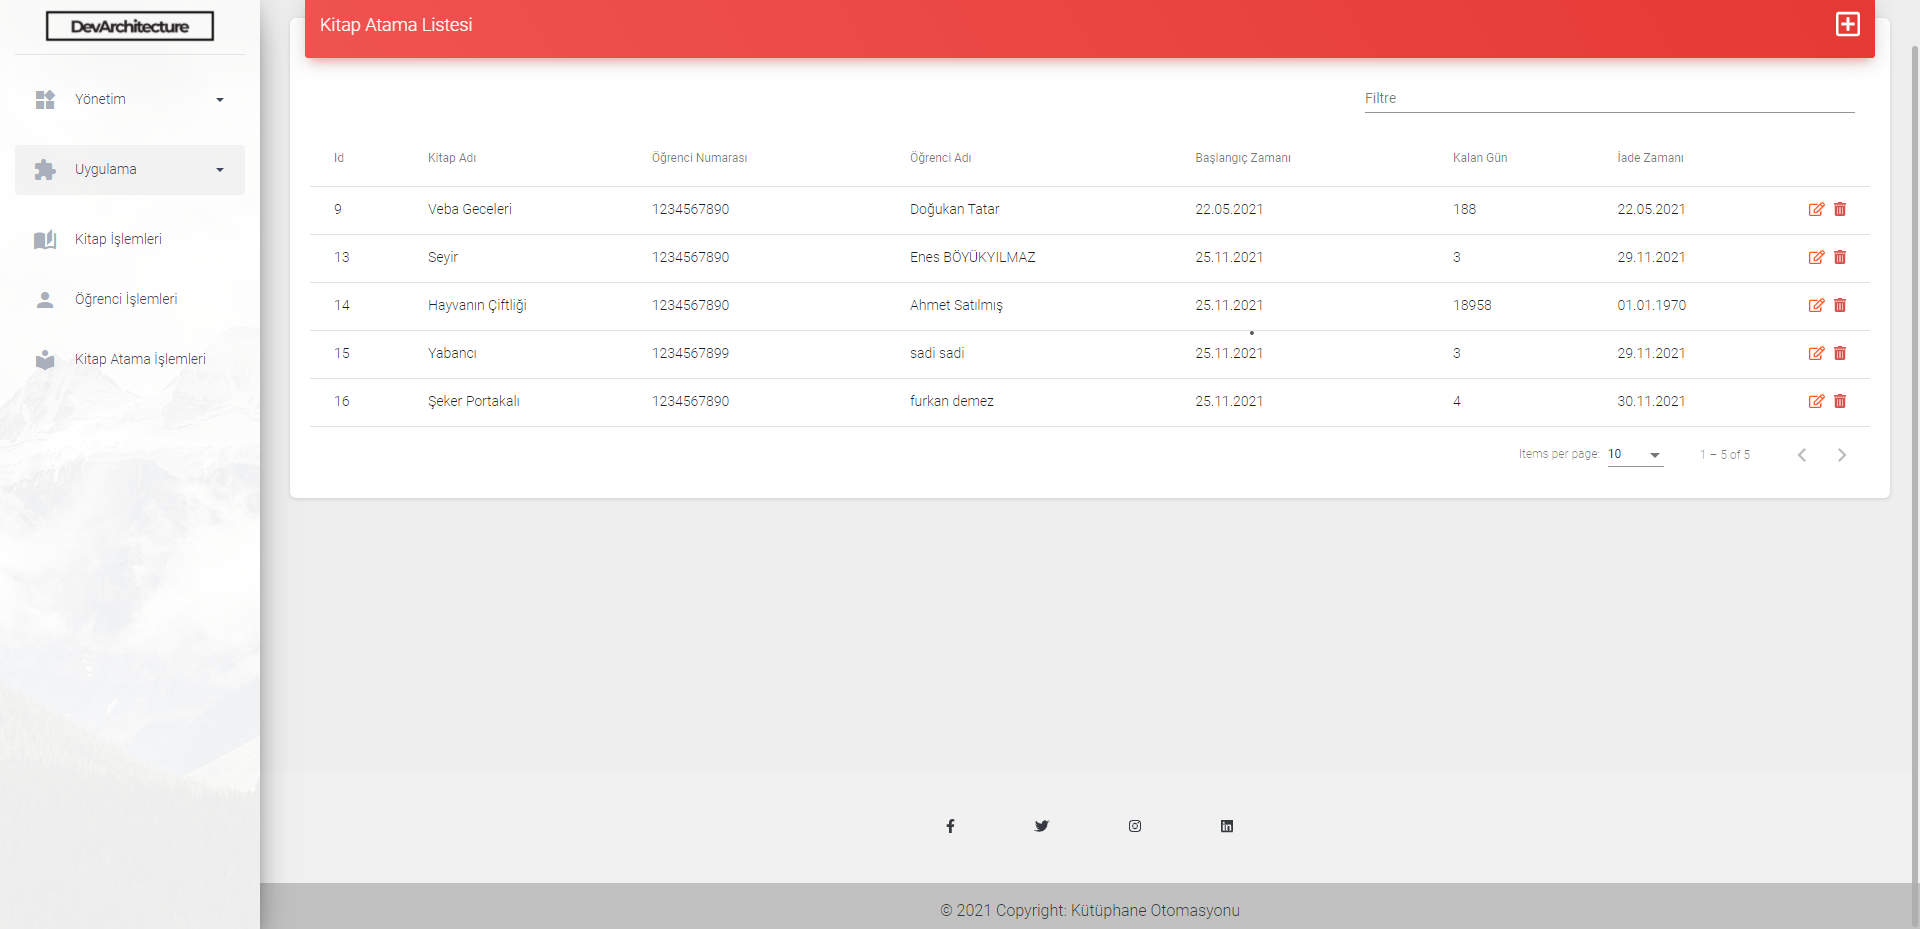 DevArchitecture
Yönetim
Uygulama
Kitap İşlemleri
Öğrenci İşlemleri
Kitap Atama İşlemleri
Kitap Atama Listesi
Filtre
Id Kitap Adı Öğrenci Numarası Öğrenci Adı Başlangıç Zamanı Kalan Gün İade Zamanı
9 Veba Geceleri 1234567890 Doğukan Tatar 22.05.2021 188 22.05.2021
13 Seyir 1234567890 Enes BÖYÜKYILMAZ 25.11.2021 3 29.11.2021
14 Hayvanın Çiftliği 1234567890 Ahmet Satılmış 25.11.2021 18958 01.01.1970
15 Yabancı 1234567899 sadi sadi 25.11.2021 3 29.11.2021
16 Şeker Portakalı 1234567890 furkan demez 25.11.2021 4 30.11.2021
Items per page: 10 1 – 5 of 5
© 2021 Copyright: Kütüphane Otomasyonu